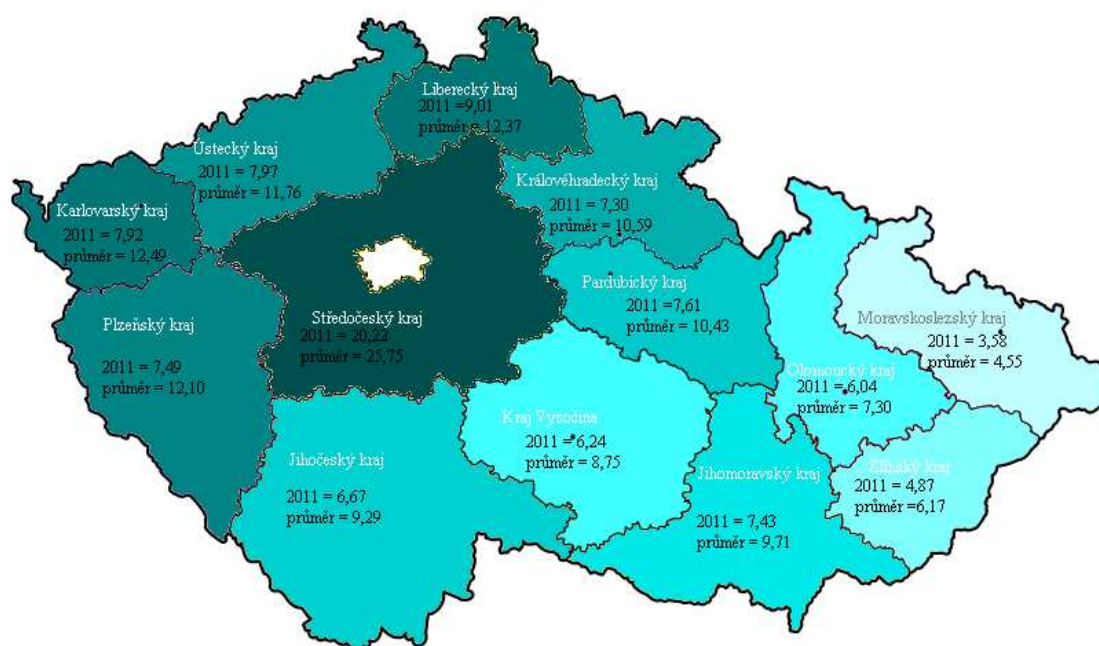 Liberecký kraj
2011 =9,01
průměr = 12,37
Ústecký kraj
2011 = 7,97
průměr = 11,76
Karlovarský kraj
2011 = 7,92
průměr = 12,49
Královéhradecký kraj
2011 = 7,30
průměr = 10,59
Pardubický kraj
2011 =7,61
průměr = 10,43
Středočeský kraj
2011 = 20,22
průměr = 25,75
Plzeňský kraj
2011 = 7,49
průměr = 12,10
Moravskoslezský kraj
2011 = 3,58
průměr = 4,55
Olomoucký kraj
2011 = 6,04
průměr = 7,30
Kraj Vysočina
2011 = 6,24
průměr = 8,75
Jihočeský kraj
2011 = 6,67
průměr = 9,29
Jihomoravský kraj
2011 = 7,43
průměr = 9,71
Zlínský kraj
2011 = 4,87
průměr =6,17